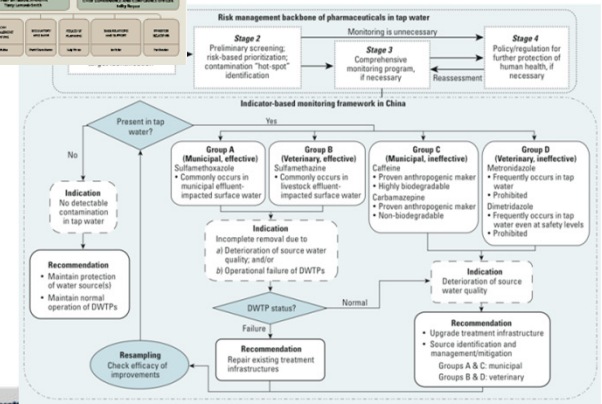 Risk management backbone of pharmaceuticals in tap water
Stage 2
Preliminary screening;
risk-based prioritization;
contamination "hot-spot"
identification
Monitoring is unnecessary
Stage 3
Comprehensive
monitoring program,
if necessary
Reassessment
Stage 4
Policy/regulation for
further protection of
human health, if
necessary
Indicator-based monitoring framework in China
Present in tap
water?
Yes
No
Indication
No detectable
contamination
in tap water
Recommendation
• Maintain protection
of water source(s)
• Maintain normal
operation of DWTPs
Group A
(Municipal, effective)
Sulfamethoxazole
• Commonly occurs in
municipal effluent-
impacted surface water
Group B
(Veterinary, effective)
Sulfamethazine
• Commonly occurs in
livestock effluent-
impacted surface water
Group C
(Municipal, ineffective)
Caffeine
• Proven anthropogenic maker
• Highly biodegradable
Carbamazepine
• Proven anthropogenic maker
• Non-biodegradable
Group D
(Veterinary, ineffective)
Metronidazole
• Frequently occurs in tap
water
• Prohibited
Dimetridazole
• Frequently occurs in tap
water even at safety levels
• Prohibited
Indication
Incomplete removal due to
a) Deterioration of source water
quality; and/or
b) Operational failure of DWTPs
DWTP status?
Normal
Failure
Indication
Deterioration of source
water quality
Recommendation
Repair existing treatment
infrastructures
Recommendation
• Upgrade treatment infrastructure
• Source identification and
management/mitigation
Groups A & C: municipal
Groups B & D: veterinary
Resampling
Check efficacy of
improvements